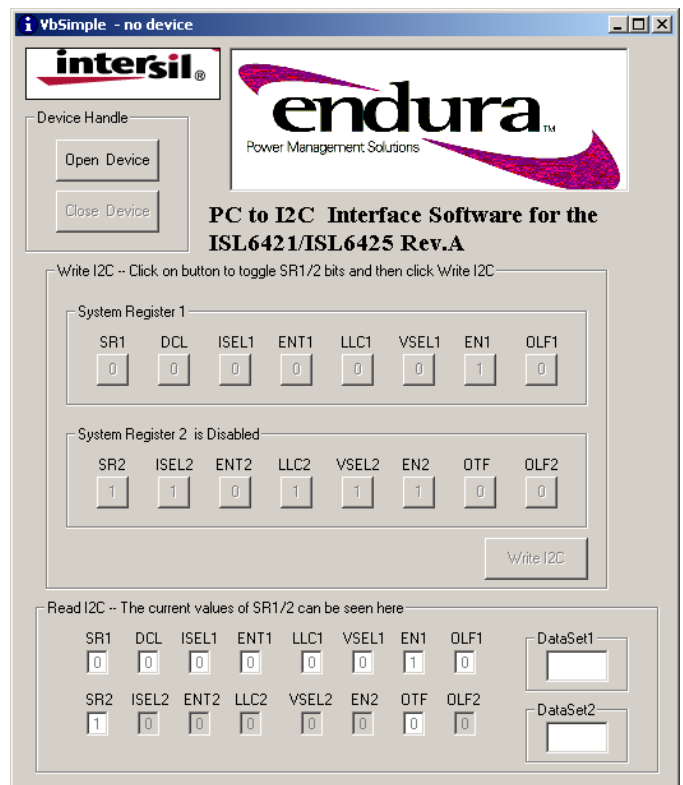 VbSimple - no device
intersil®
endura™
Power Management Solutions
Device Handle
Open Device
Close Device
PC to I2C Interface Software for the
ISL6421/ISL6425 Rev.A
Write I2C -- Click on button to toggle SR1/2 bits and then click Write I2C
System Register 1
SR1 DCL ISEL1 ENT1 LLC1 VSEL1 EN1 OLF1
0 0 0 0 0 0 1 0
System Register 2 is Disabled
SR2 ISEL2 ENT2 LLC2 VSEL2 EN2 OTF OLF2
1 1 0 1 1 1 0 0
Write I2C
Read I2C -- The current values of SR1/2 can be seen here
SR1 DCL ISEL1 ENT1 LLC1 VSEL1 EN1 OLF1
0 0 0 0 0 0 1 0
DataSet1
SR2 ISEL2 ENT2 LLC2 VSEL2 EN2 OTF OLF2
1 0 0 0 0 0 0 0
DataSet2